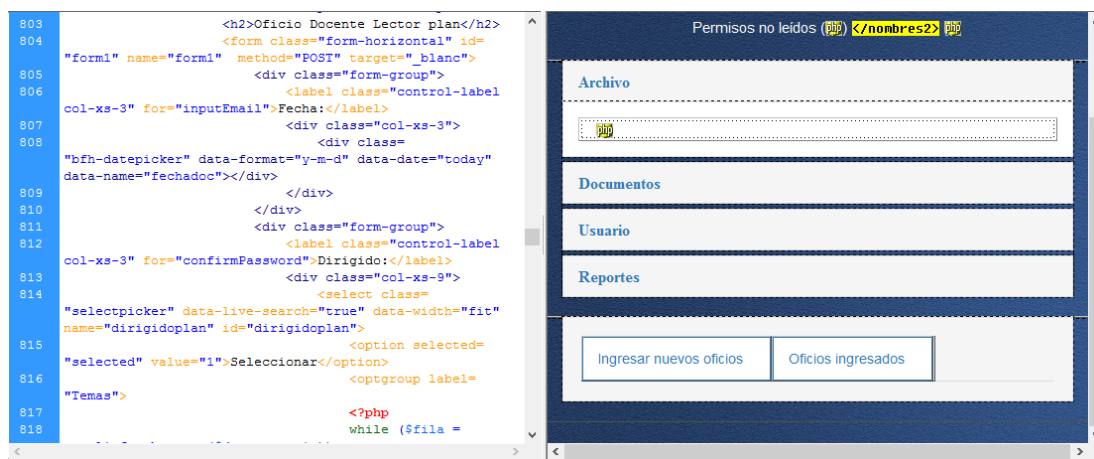 803 <h2>Oficio Docente Lector plan</h2>
804 <form class="form-horizontal" id=
"form1" name="form1"  method="POST" target="_blanc">
805 <div class="form-group">
806 <label class="control-label
col-xs-3" for="inputEmail">Fecha:</label>
807 <div class="col-xs-3">
808 <div class=
"bfh-datepicker" data-format="y-m-d" data-date="today"
data-name="fechadoc"></div>
809 </div>
810 </div>
811 <div class="form-group">
812 <label class="control-label
col-xs-3" for="confirmPassword">Dirigido:</label>
813 <div class="col-xs-9">
814 <select class=
"selectpicker" data-live-search="true" data-width="fit"
name="dirigidoplan" id="dirigidoplan">
815 <option selected=
"selected" value="1">Seleccionar</option>
816 <optgroup label=
"Temas">
817 <?php
818 while ($fila =
Permisos no leídos (php) </nombres2> php
Archivo
php
Documentos
Usuario
Reportes
Ingresar nuevos oficios
Oficios ingresados